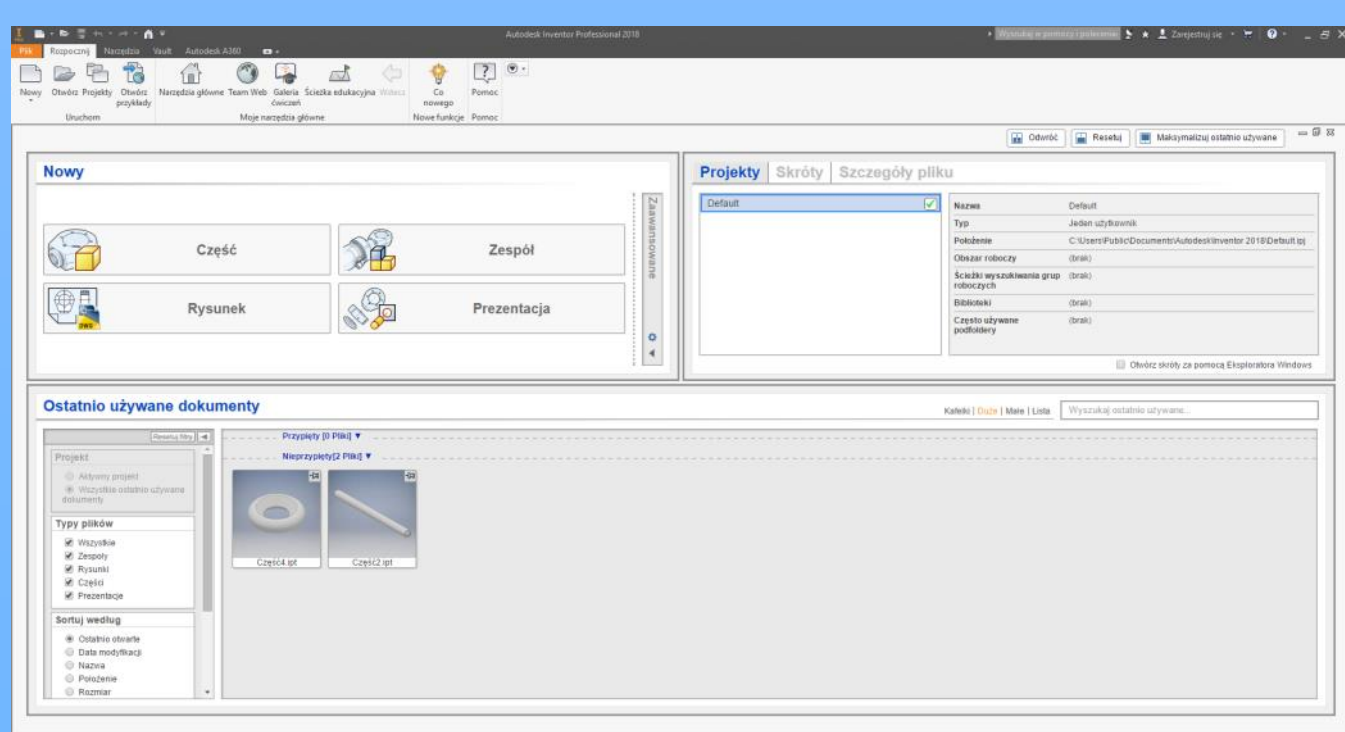 Autodesk Inventor Professional 2018
Wyszukaj w pomocy i polecenia
Zarejestruj się
Plik
Rozpocznij
Narzędzia
Vault
Autodesk A360
Nowy
Otwórz
Projekty
Otwórz przykłady
Narzędzia główne
Team Web
Galeria ćwiczeń
Ścieżka edukacyjna
Wstecz
Co nowego
Pomoc
Uruchom
Moje narzędzia główne
Nowe funkcje
Pomoc
Odwróć
Resetuj
Maksymalizuj ostatnio używane
Nowy
Część
Zespół
Rysunek
Prezentacja
Zaawansowane
Projekty
Skróty
Szczegóły pliku
Default
Nazwa Default
Typ Jeden użytkownik
Położenie C:\Users\Public\Documents\Autodesk\Inventor 2018\Default.ipj
Obszar roboczy (brak)
Ścieżki wyszukiwania grup (brak)
roboczych
Biblioteki (brak)
Często używane (brak)
podfoldery
Otwórz skróty za pomocą Eksploratora Windows
Ostatnio używane dokumenty
Kafelki | Duże | Małe | Lista
Wyszukaj ostatnio używane...
Resetuj filtry
Projekt
Aktywny projekt
Wszystkie ostatnio używane
dokumenty
Typy plików
Wszystkie
Zespoły
Rysunki
Części
Prezentacje
Sortuj według
Ostatnio otwarte
Data modyfikacji
Nazwa
Położenie
Rozmiar
Przypięty [0 Pliki]
Nieprzypięty[2 Pliki]
Część4.ipt
Część2.ipt